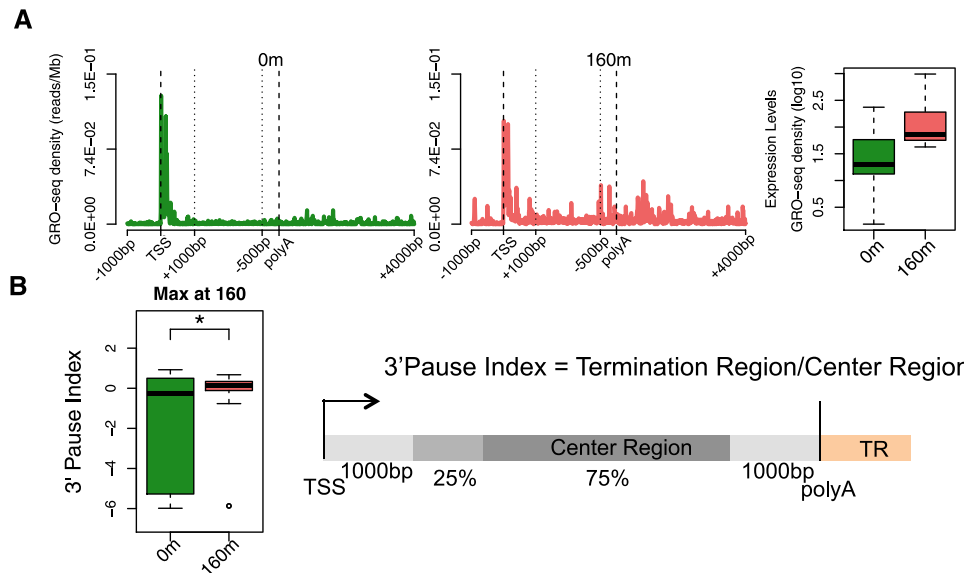 A
GRO−seq density (reads/Mb)
0.0E+00
7.4E−02
1.5E−01
0m
-1000bp
TSS
+1000bp
-500bp
polyA
+4000bp
0.0E+00
7.4E−02
1.5E−01
160m
-1000bp
TSS
+1000bp
-500bp
polyA
+4000bp
Expression Levels
GRO−seq density (log10)
0.5
1.5
2.5
0m
160m
B
Max at 160
*
3' Pause Index
2
0
−2
−4
−6
0m
160m
3'Pause Index = Termination Region/Center Region
Center Region
TR
TSS
1000bp
25%
75%
1000bp
polyA